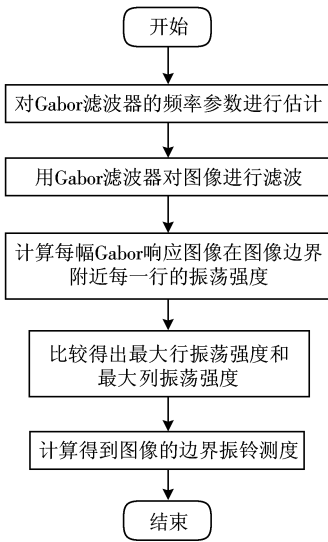 开始
对Gabor滤波器的频率参数进行估计
用Gabor滤波器对图像进行滤波
计算每幅Gabor响应图像在图像边界
附近每一行的振荡强度
比较得出最大行振荡强度和
最大列振荡强度
计算得到图像的边界振铃测度
结束